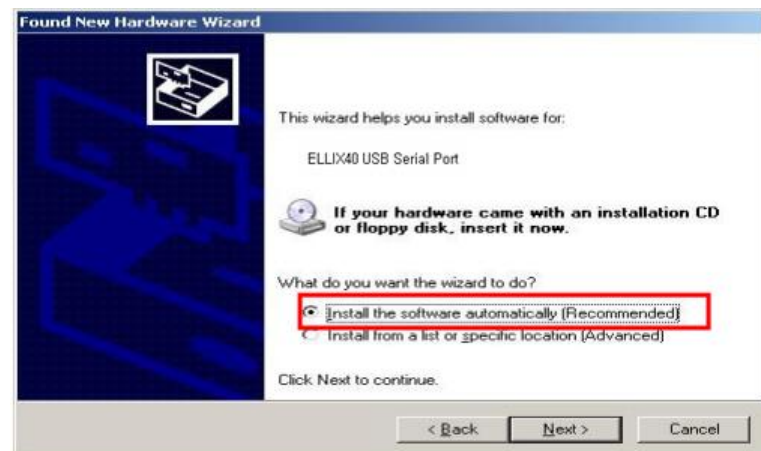 Found New Hardware Wizard
This wizard helps you install software for:
ELLIX40 USB Serial Port
If your hardware came with an installation CD
or floppy disk, insert it now.
What do you want the wizard to do?
Install the software automatically (Recommended)
Install from a list or specific location (Advanced)
Click Next to continue.
< Back Next > Cancel